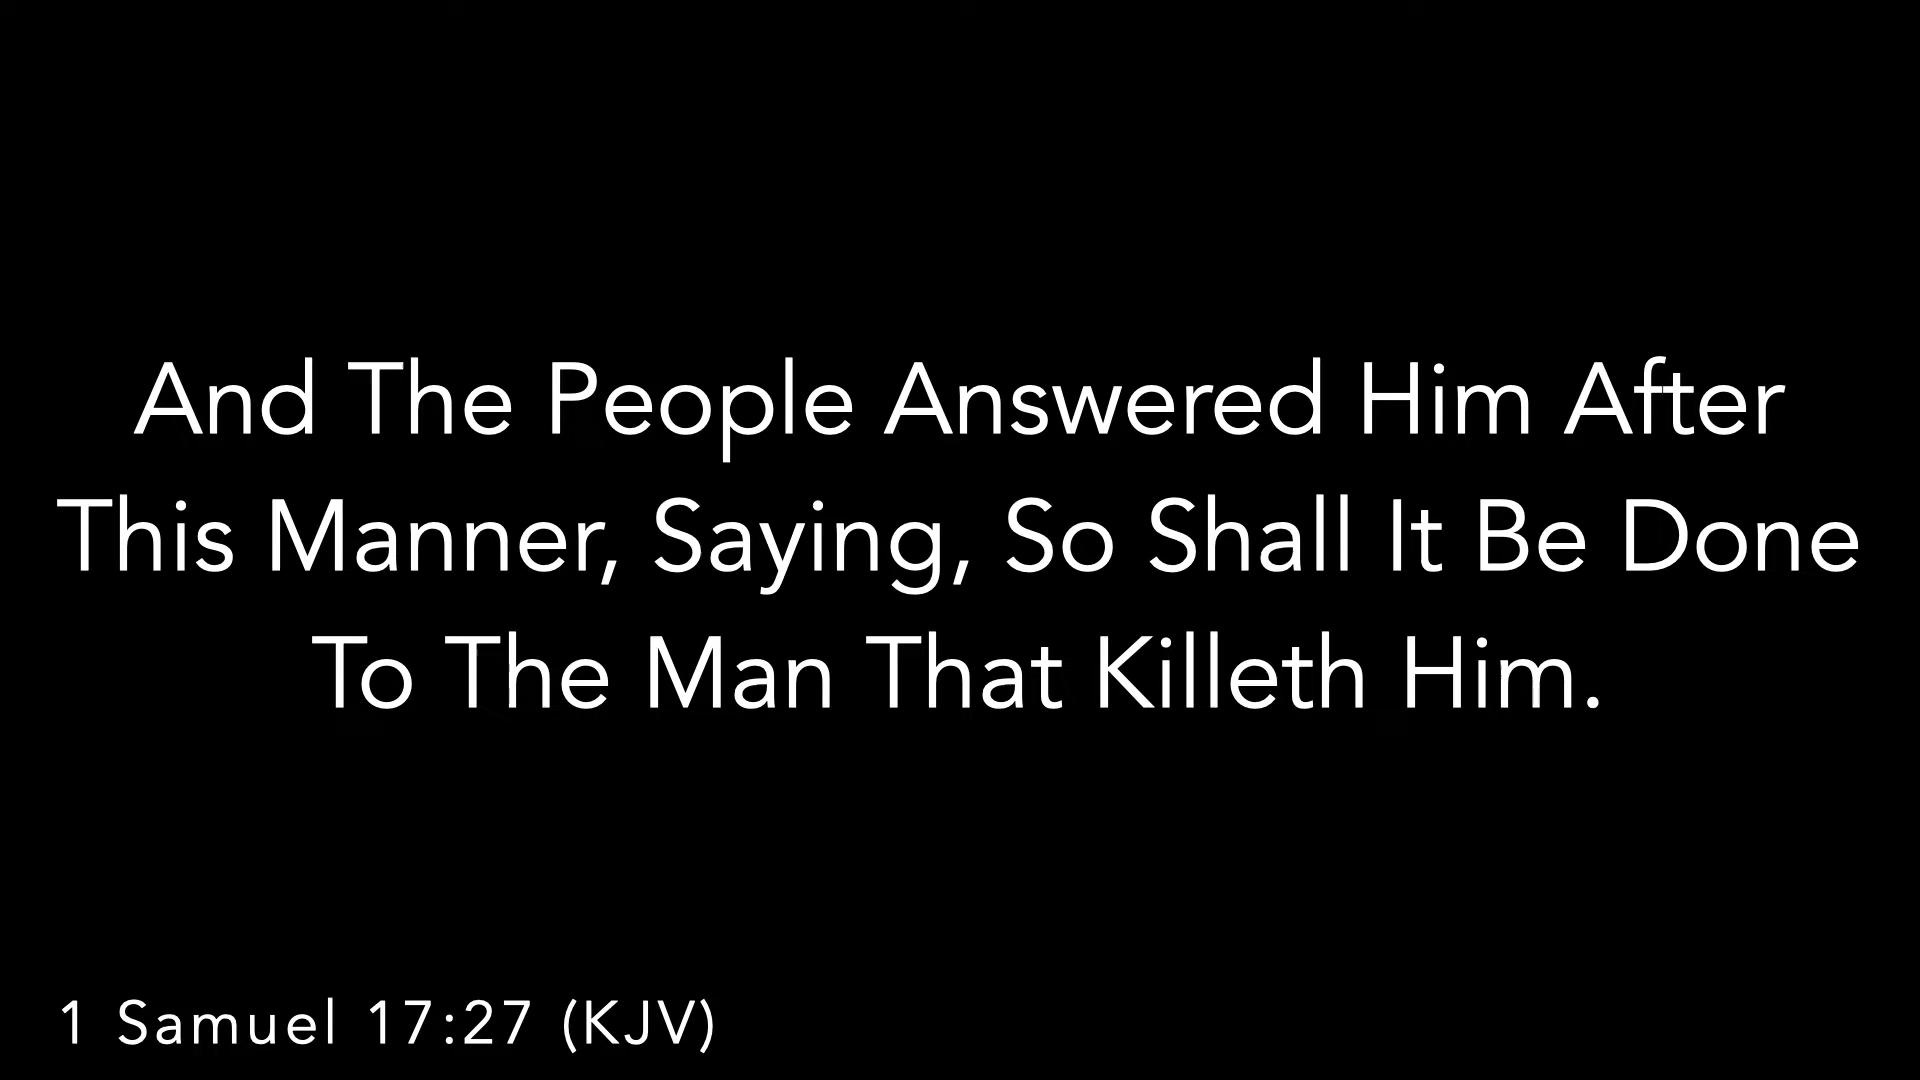 And The People Answered Him After
This Manner, Saying, So Shall It Be Done
To The Man That Killeth Him.
1 Samuel 17:27 (KJV)